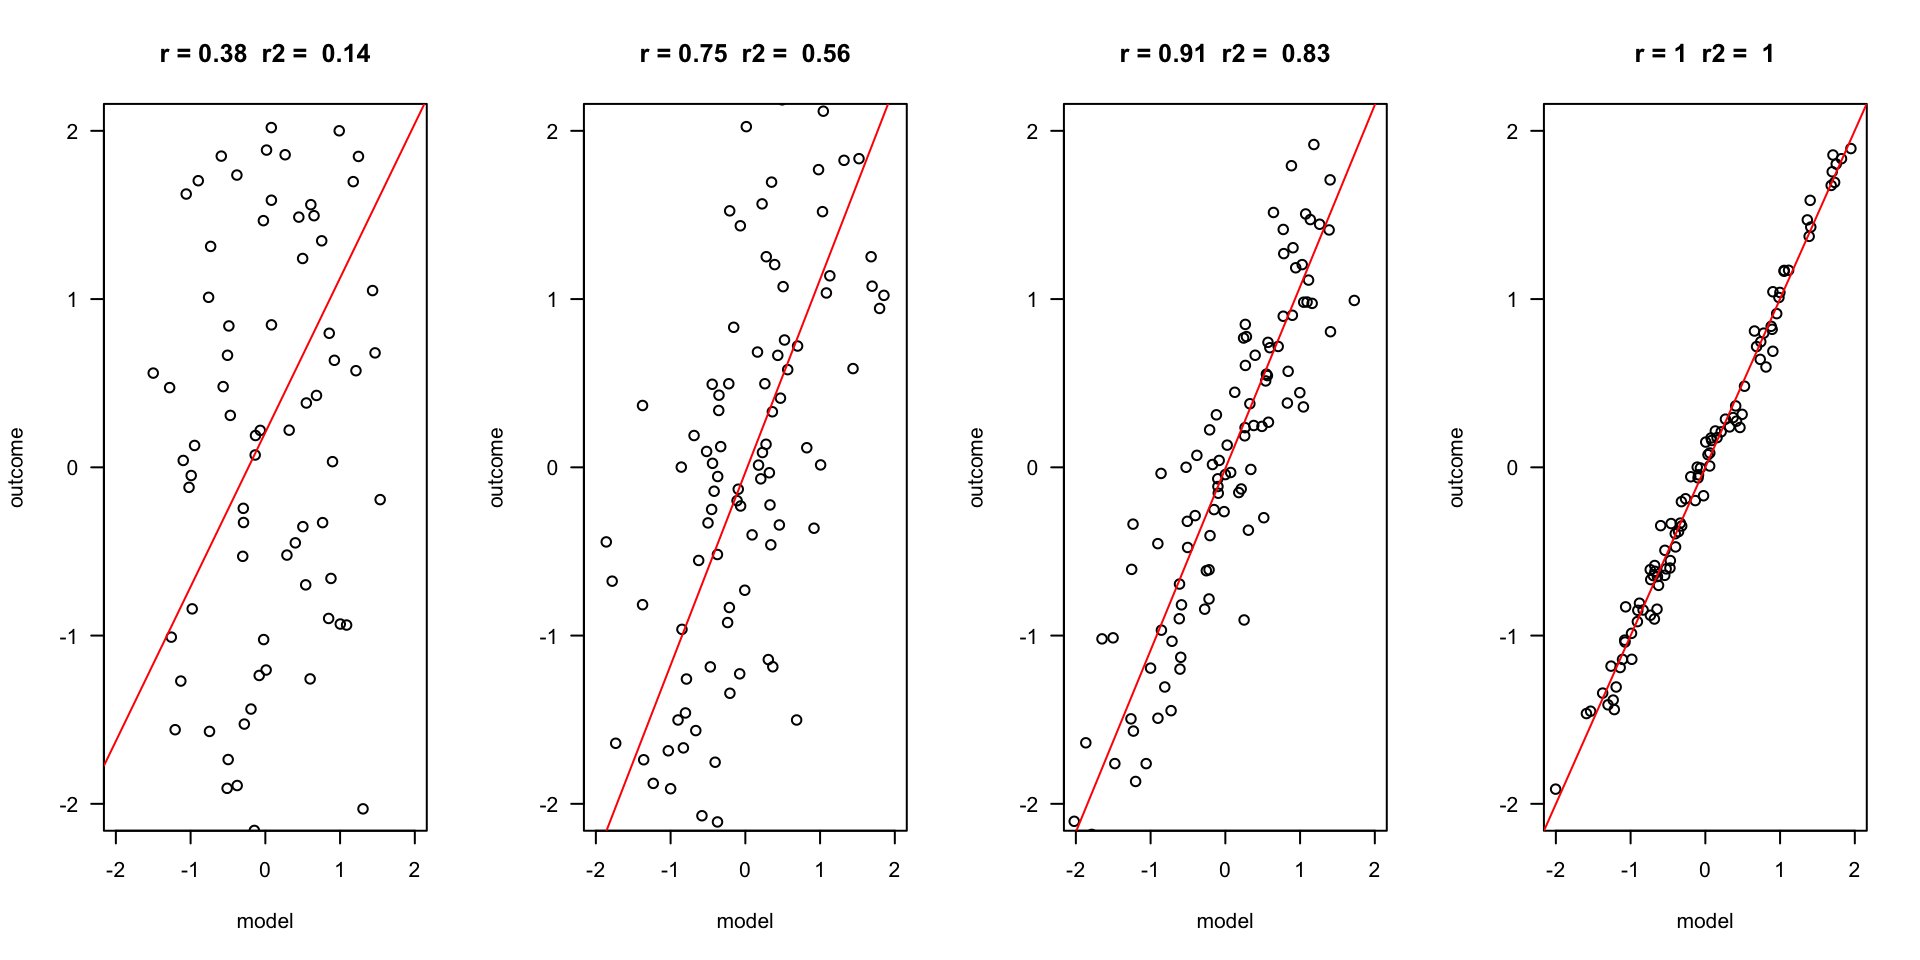 r = 0.38  r2 =  0.14
2
1
0
-1
-2
outcome
-2 -1 0 1 2
model
r = 0.75  r2 =  0.56
2
1
0
-1
-2
outcome
-2 -1 0 1 2
model
r = 0.91  r2 =  0.83
2
1
0
-1
-2
outcome
-2 -1 0 1 2
model
r = 1  r2 =  1
2
1
0
-1
-2
outcome
-2 -1 0 1 2
model